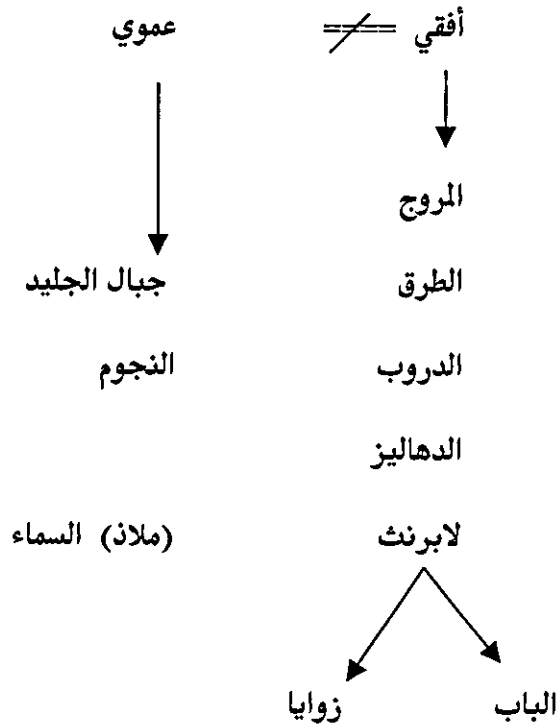 أفقي عموي
المروج
الطرق جبال الجليد
الدروب النجوم
الدهاليز
لابرنث (ملاذ) السماء
الباب زوايا